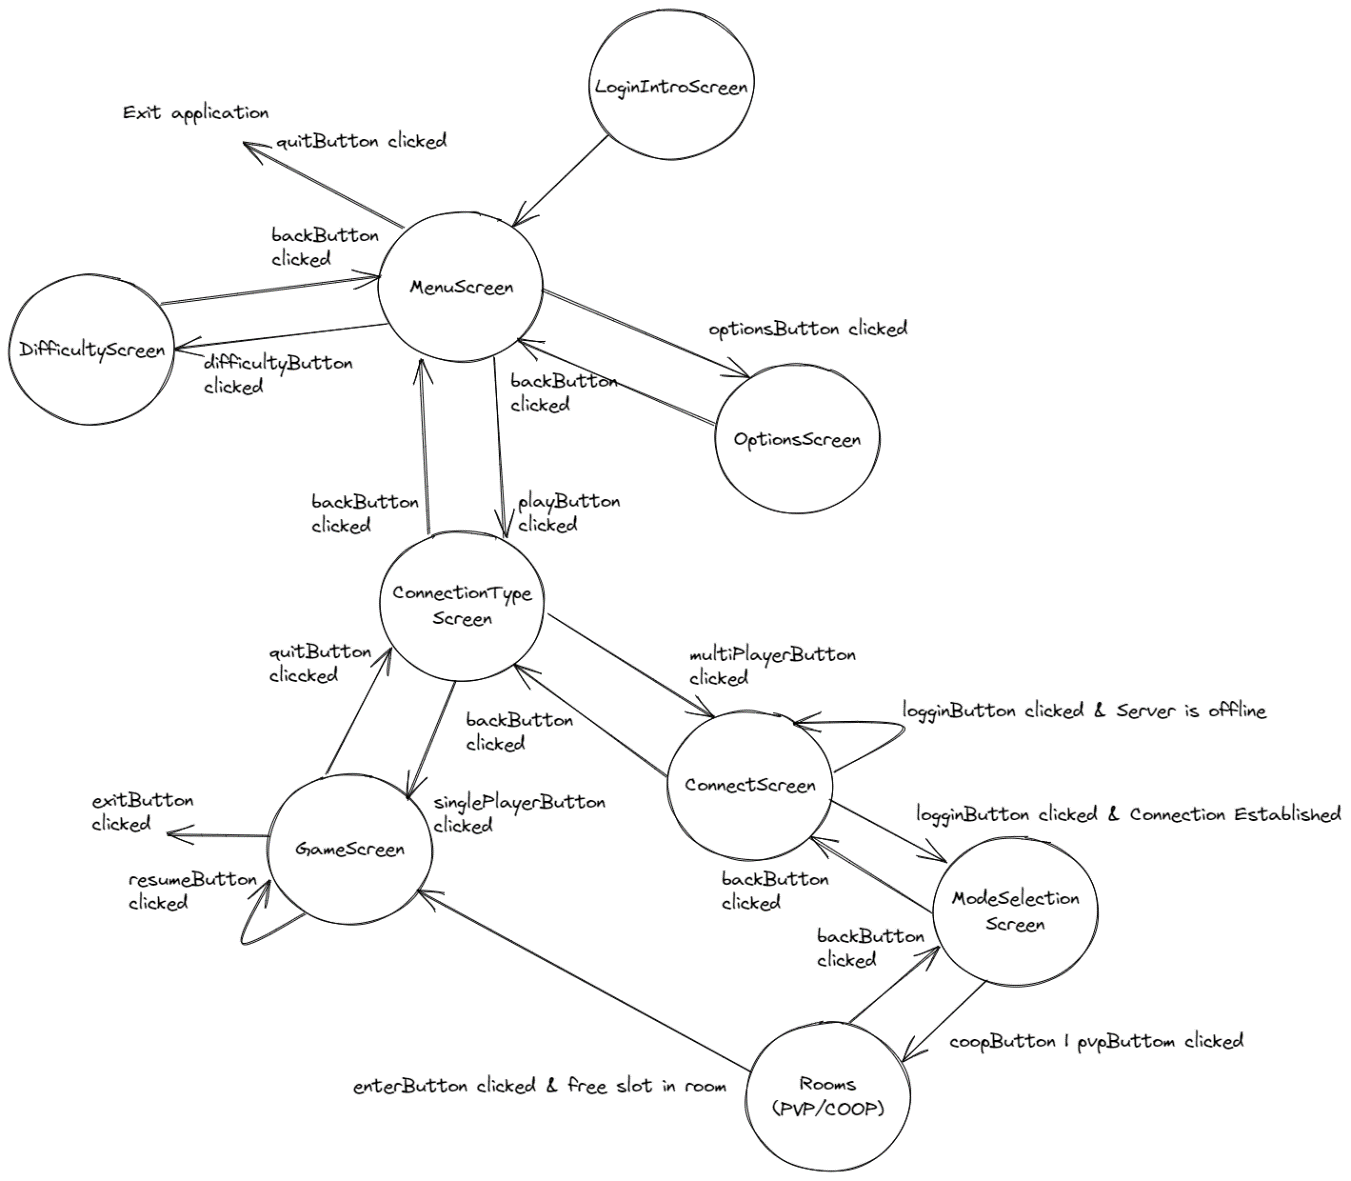 LoginIntroScreen
Exit application
quitButton clicked
backButton
clicked
MenuScreen
DifficultyScreen
difficultyButton
clicked
optionsButton clicked
backButton
clicked
OptionsScreen
backButton
clicked
playButton
clicked
ConnectionType
Screen
quitButton
cliccked
multiPlayerButton
clicked
backButton
clicked
logginButton clicked & Server is offline
ConnectScreen
exitButton
clicked
singlePlayerButton
clicked
logginButton clicked & Connection Established
GameScreen
resumeButton
clicked
backButton
clicked
ModeSelection
Screen
backButton
clicked
coopButton | pvpButtom clicked
enterButton clicked & free slot in room
Rooms
(PVP/COOP)